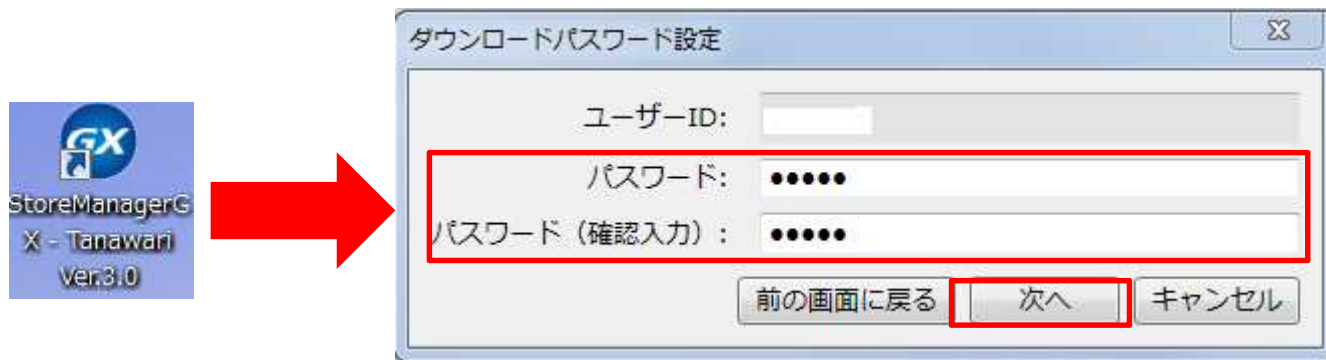 ダウンロードパスワード設定
ユーザーID:
パスワード: ●●●●●
パスワード（確認入力）: ●●●●●
前の画面に戻る 次へ キャンセル
GX
StoreManagerG
X - Tanawari
Ver.3.0